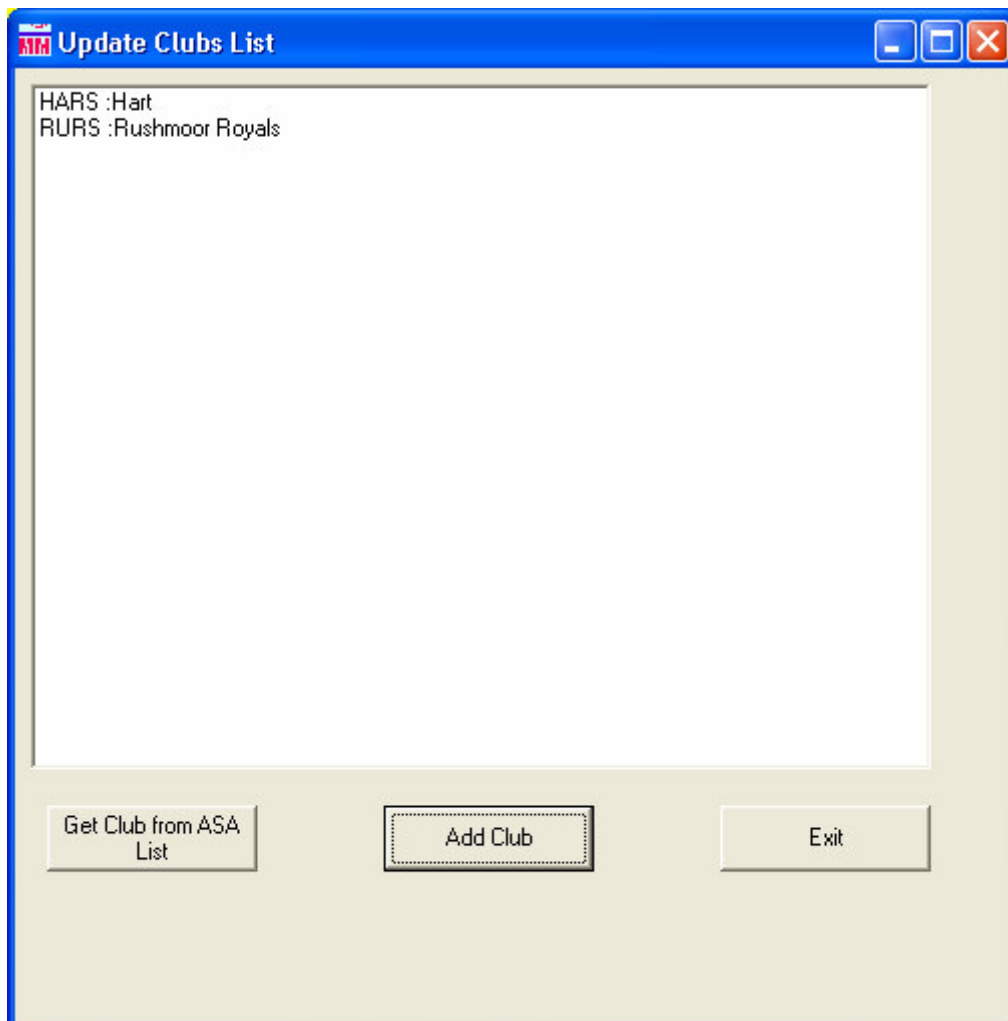 Update Clubs List
HARS :Hart
RURS :Rushmoor Royals
Get Club from ASA
List
Add Club
Exit